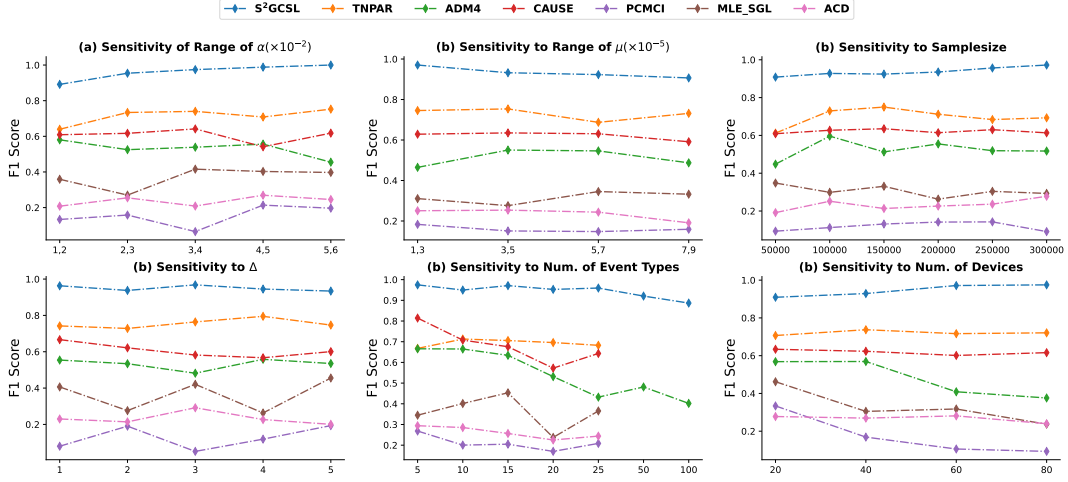 S²GCSL TNPAR ADM4 CAUSE PCMCI MLE_SGL ACD
(a) Sensitivity of Range of α(×10⁻²)
F1 Score
1.0
0.8
0.6
0.4
0.2
1,2 2,3 3,4 4,5 5,6
(b) Sensitivity to Range of μ(×10⁻⁵)
F1 Score
1.0
0.8
0.6
0.4
0.2
1,3 3,5 5,7 7,9
(b) Sensitivity to Samplesize
F1 Score
1.0
0.8
0.6
0.4
0.2
50000 100000 150000 200000 250000 300000
(b) Sensitivity to Δ
F1 Score
1.0
0.8
0.6
0.4
0.2
1 2 3 4 5
(b) Sensitivity to Num. of Event Types
F1 Score
1.0
0.9
0.8
0.7
0.6
0.5
0.4
0.3
0.2
5 10 15 20 25 50 100
(b) Sensitivity to Num. of Devices
F1 Score
1.0
0.8
0.6
0.4
0.2
20 40 60 80